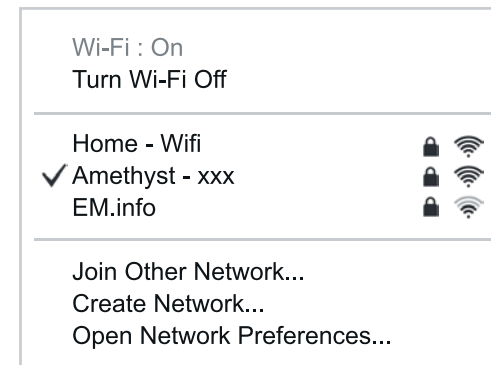 Wi-Fi : On
Turn Wi-Fi Off
Home - Wifi
Amethyst - xxx
EM.info
Join Other Network...
Create Network...
Open Network Preferences...